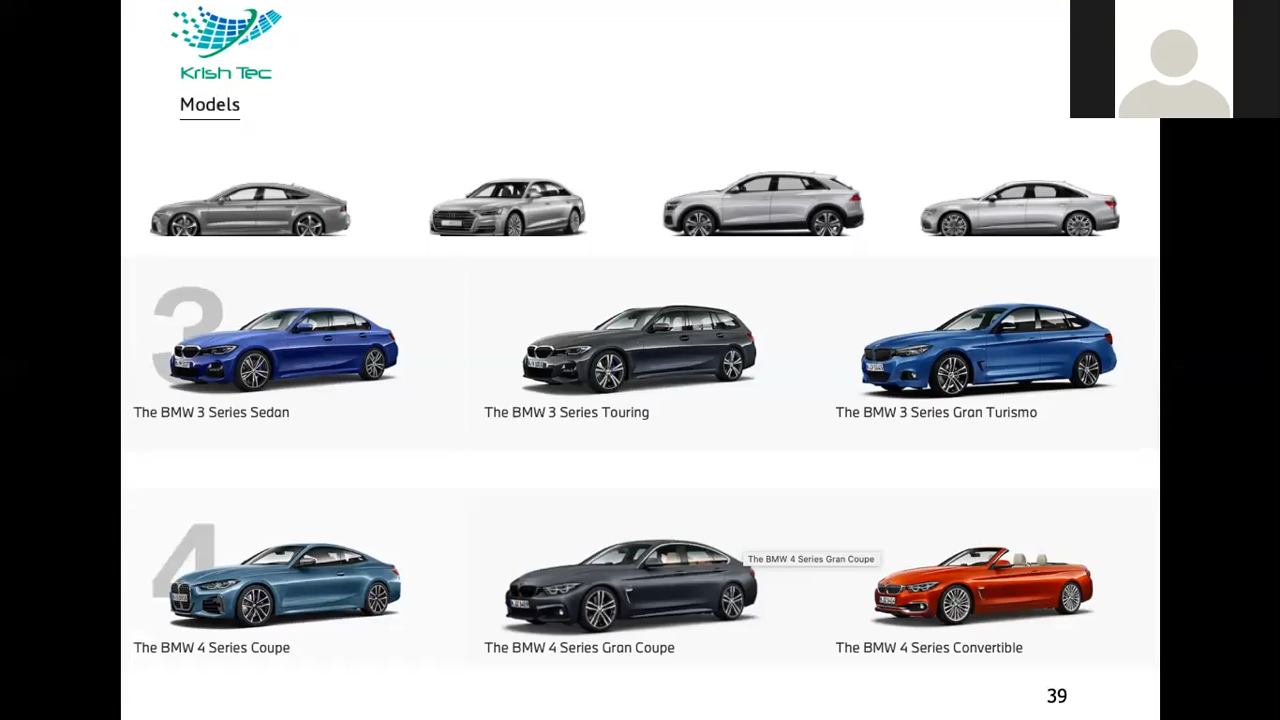 Krish Tec
Models
3
The BMW 3 Series Sedan
The BMW 3 Series Touring
The BMW 3 Series Gran Turismo
4
The BMW 4 Series Gran Coupe
The BMW 4 Series Coupe
The BMW 4 Series Gran Coupe
The BMW 4 Series Convertible
39